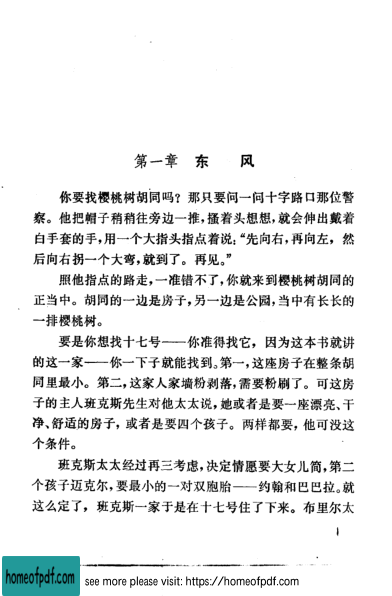 第一章 东 风
你要找樱桃树胡同吗？那只要问一问十字路口那位警
察。他把帽子稍稍往旁边一推，搔着头想想，就会伸出戴着
白手套的手，用一个大指头指点着说：“先向右，再向左，然
后向右拐一个大弯，就到了。再见。”
照他指点的路走，一准错不了，你就来到樱桃树胡同的
正当中。胡同的一边是房子，另一边是公园，当中有长长的
一排樱桃树。
要是你想找十七号——你准得找它，因为这本书就讲
的这一家——你一下子就能找到。第一，这座房子在整条胡
同里最小。第二，这家人家墙粉剥落，需要粉刷了。可这房
子的主人班克斯先生对他太太说，她或者是要一座漂亮、干
净、舒适的房子，或者是要四个孩子。两样都要，他可没这
个条件。
班克斯太太经过再三考虑，决定情愿要大女儿简，第二
个孩子迈克尔，要最小的一对双胞胎——约翰和巴巴拉。就
这么定了，班克斯一家于是在十七号住了下来。布里尔太
1
homeofpdf.com
see more please visit: https://homeofpdf.com